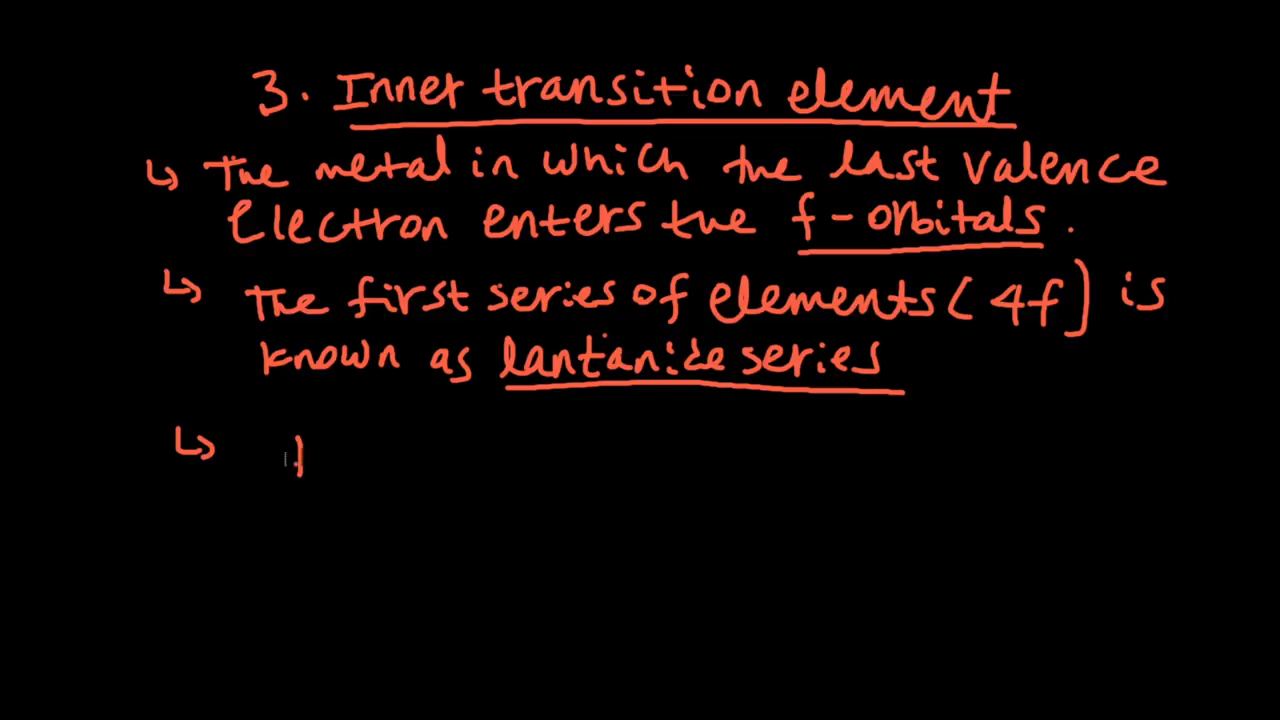 3. Inner transition element
↳ The metal in which the last valence
Electron enters the f-orbitals.
↳ The first series of elements (4f) is
known as lantanide series
↳